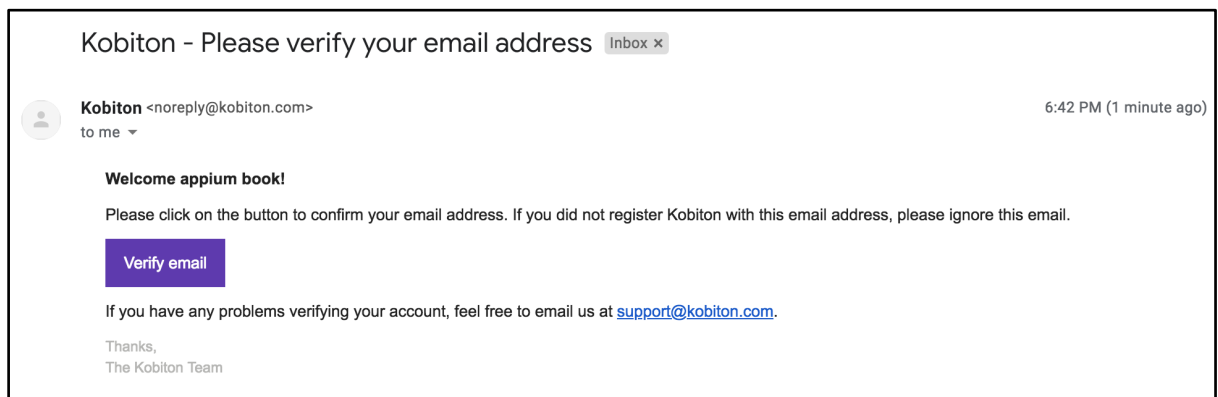 Kobiton - Please verify your email address Inbox ×
Kobiton <noreply@kobiton.com> 6:42 PM (1 minute ago)
to me
Welcome appium book!
Please click on the button to confirm your email address. If you did not register Kobiton with this email address, please ignore this email.
Verify email
If you have any problems verifying your account, feel free to email us at support@kobiton.com.
Thanks,
The Kobiton Team